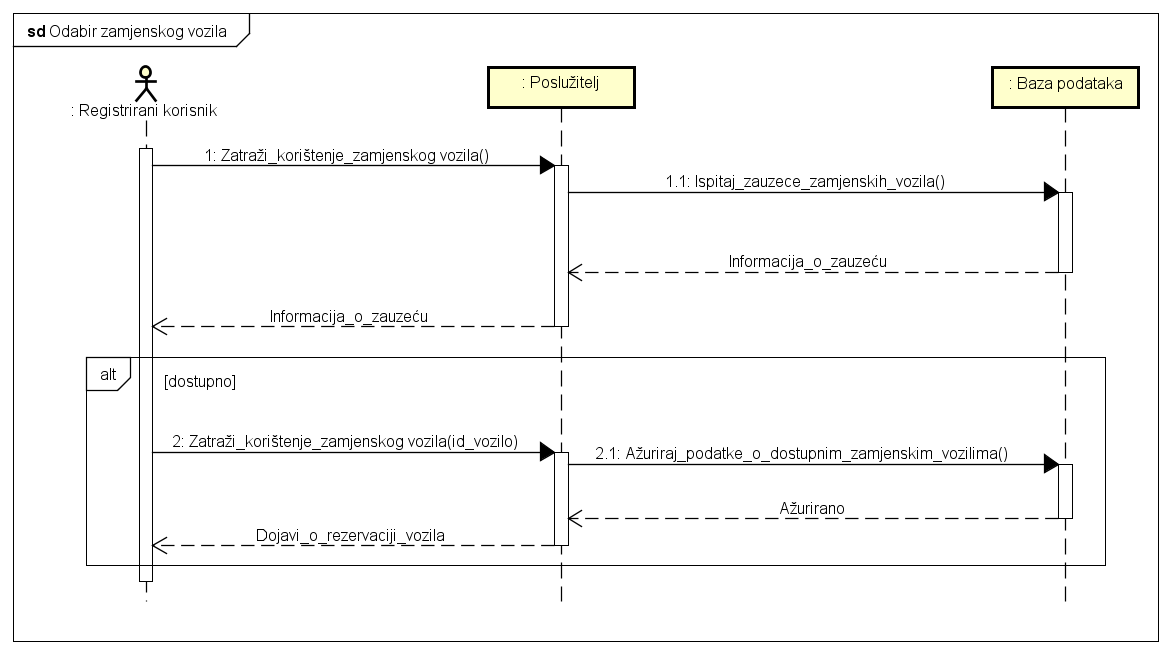 sd Odabir zamjenskog vozila
: Registrirani korisnik
: Poslužitelj
: Baza podataka
1: Zatraži_korištenje_zamjenskog vozila()
1.1: Ispitaj_zauzece_zamjenskih_vozila()
Informacija_o_zauzeću
Informacija_o_zauzeću
alt
[dostupno]
2: Zatraži_korištenje_zamjenskog vozila(id_vozilo)
2.1: Ažuriraj_podatke_o_dostupnim_zamjenskim_vozilima()
Ažurirano
Dojavi_o_rezervaciji_vozila